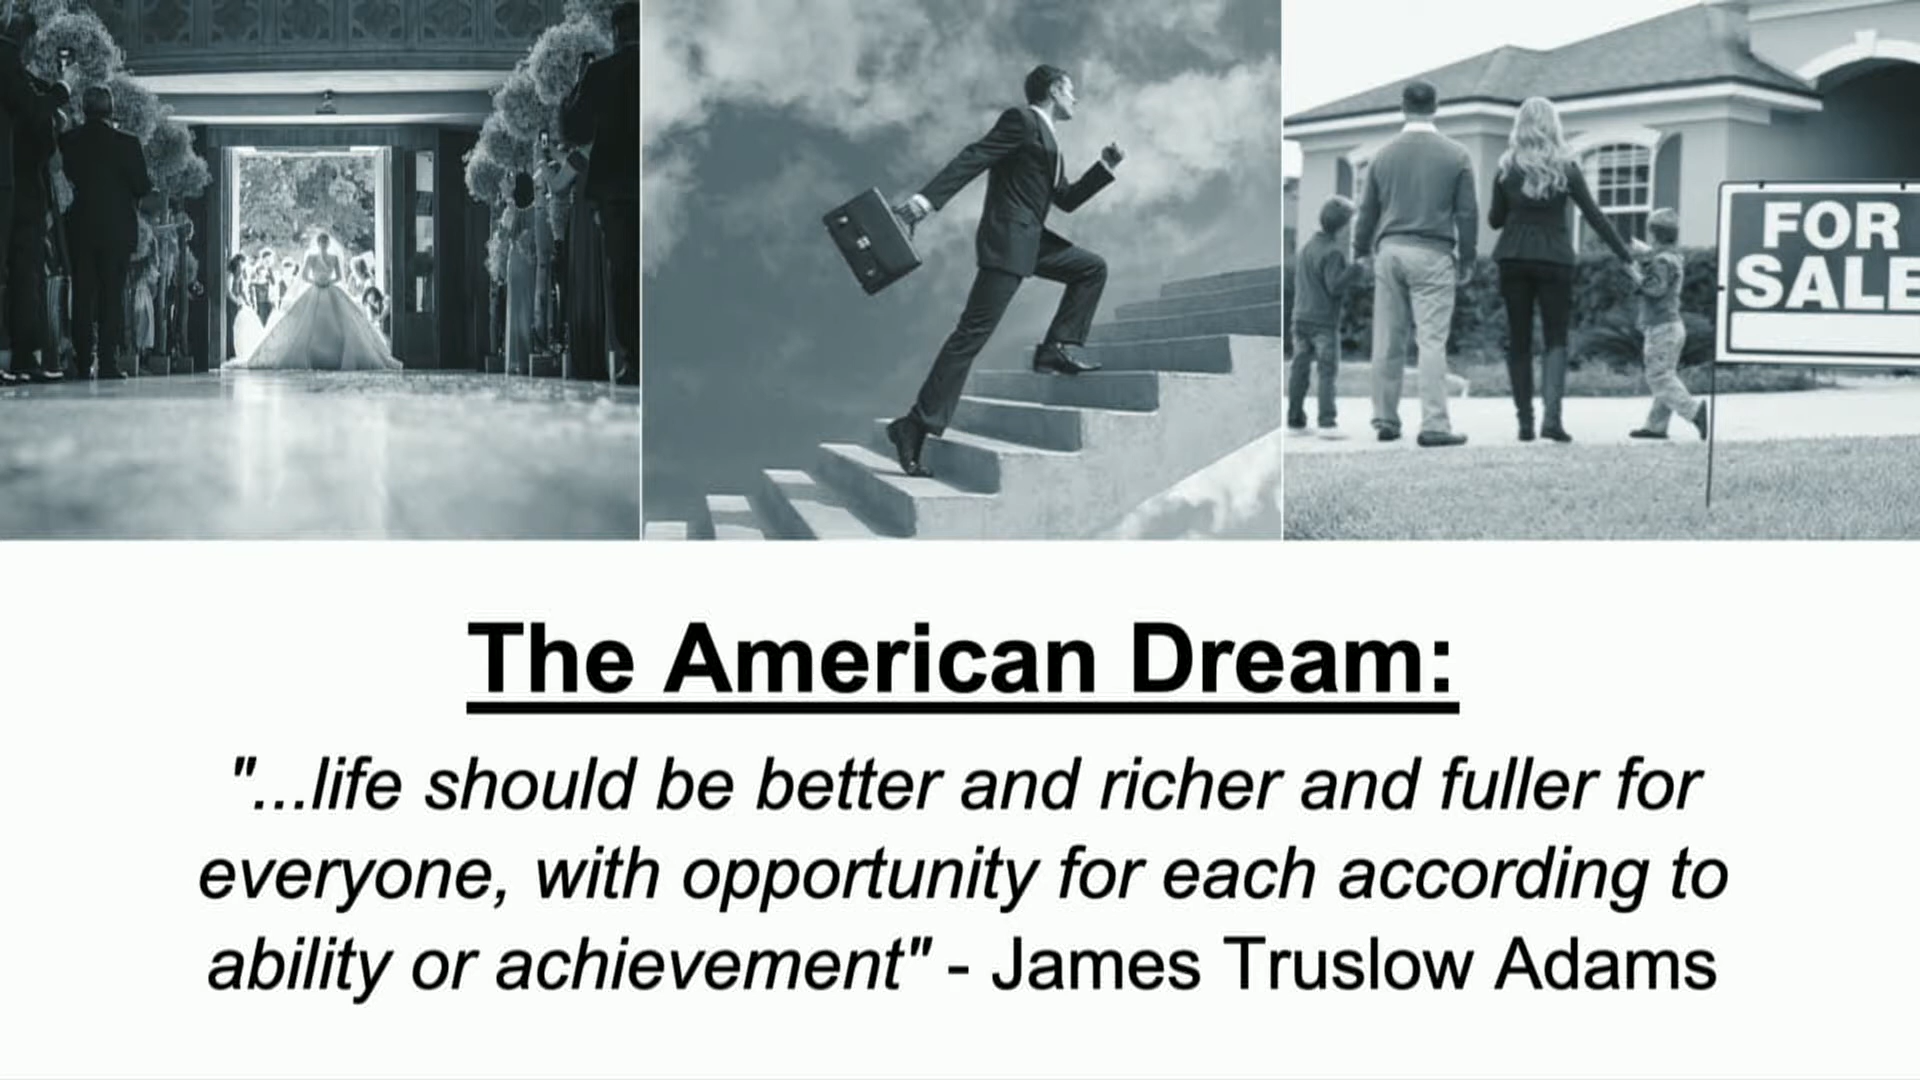 FOR
SALE
The American Dream:
"...life should be better and richer and fuller for
everyone, with opportunity for each according to
ability or achievement" - James Truslow Adams